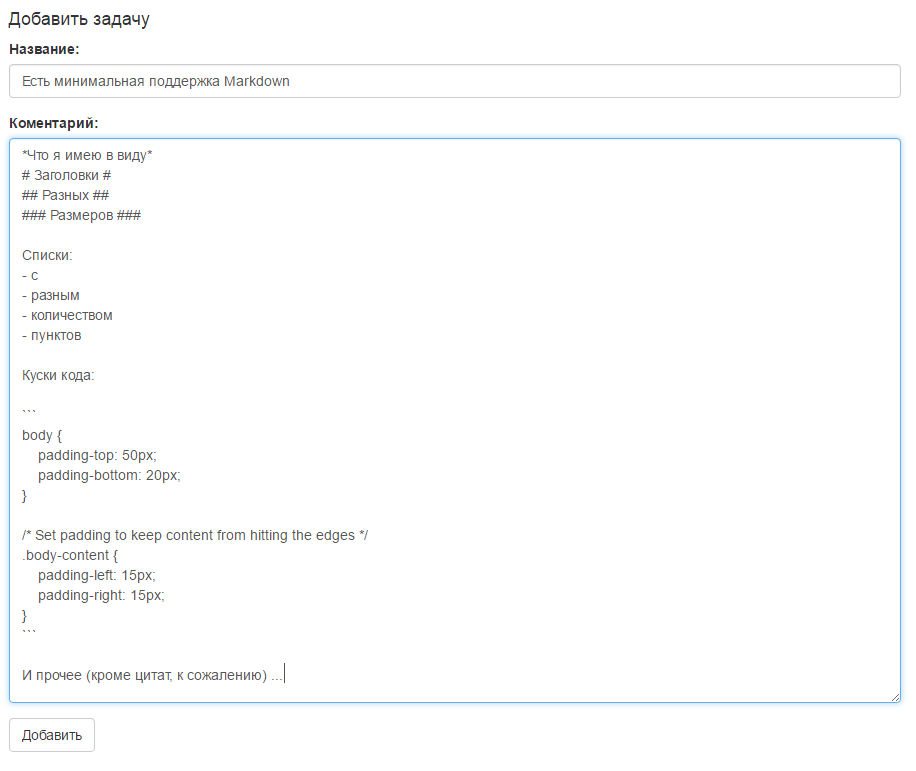 Добавить задачу
Название:
Есть минимальная поддержка Markdown
Коментарий:
*Что я имею в виду*
# Заголовки #
## Разных ##
### Размеров ###
Списки:
- с
- разным
- количеством
- пунктов
Куски кода:
```
body {
    padding-top: 50px;
    padding-bottom: 20px;
}
/* Set padding to keep content from hitting the edges */
.body-content {
    padding-left: 15px;
    padding-right: 15px;
}
```
И прочее (кроме цитат, к сожалению) ...
Добавить